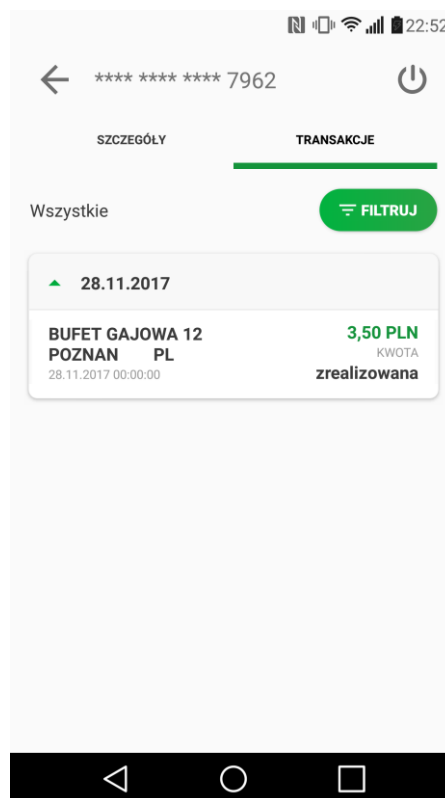 22:52
**** **** **** 7962
SZCZEGÓŁY TRANSAKCJE
Wszystkie FILTRUJ
28.11.2017
BUFET GAJOWA 12 3,50 PLN
POZNAN PL KWOTA
28.11.2017 00:00:00 zrealizowana